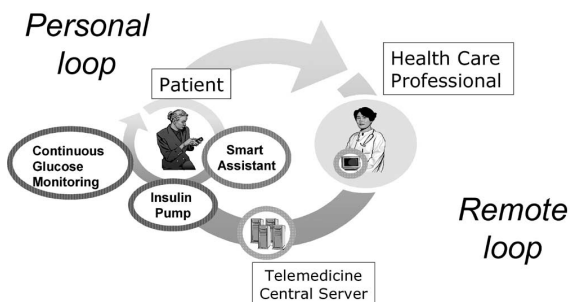 Personal
loop
Patient
Health Care
Professional
Continuous
Glucose
Monitoring
Smart
Assistant
Insulin
Pump
Remote
loop
Telemedicine
Central Server